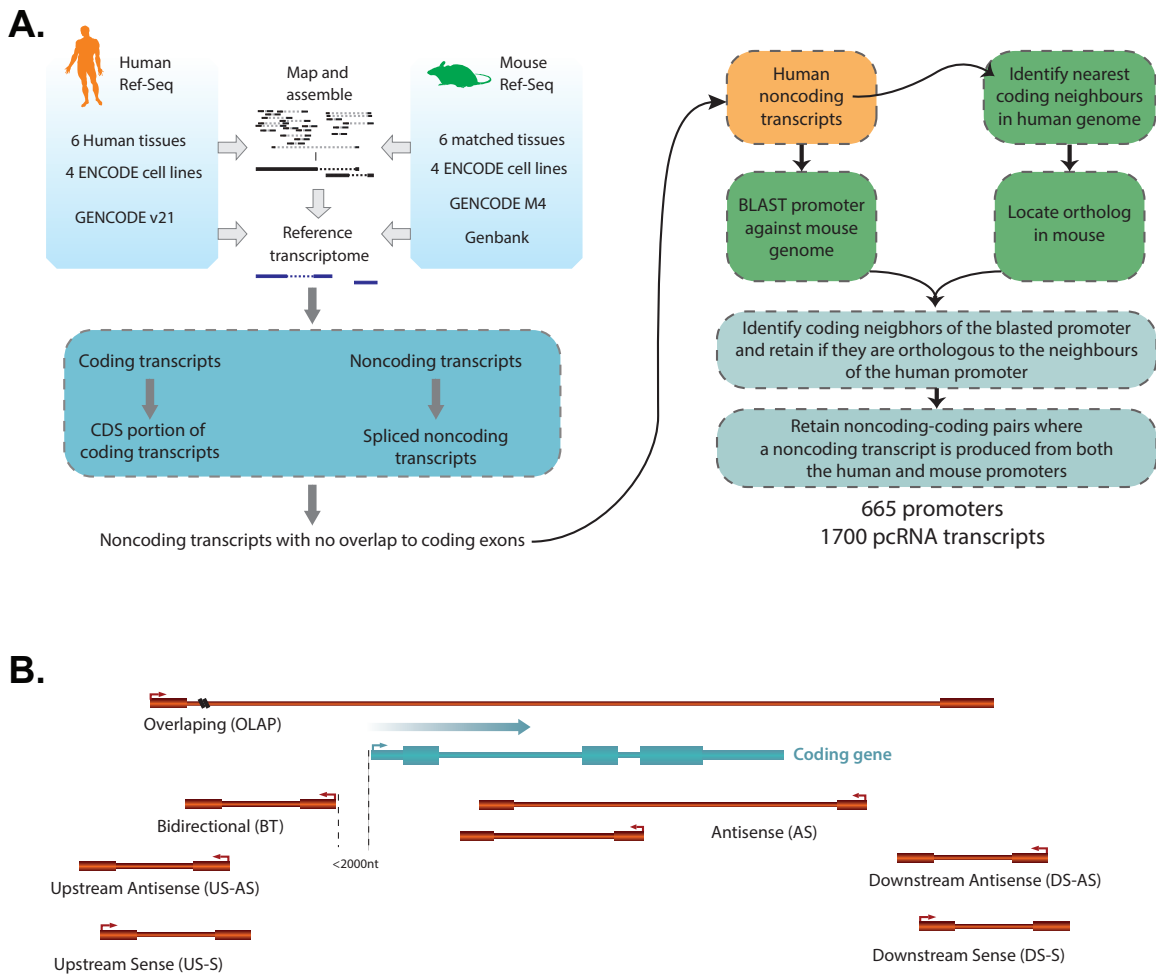 A.
Human
Ref-Seq
6 Human tissues
4 ENCODE cell lines
GENCODE v21
Map and
assemble
Reference
transcriptome
Mouse
Ref-Seq
6 matched tissues
4 ENCODE cell lines
GENCODE M4
Genbank
Coding transcripts
CDS portion of
coding transcripts
Noncoding transcripts
Spliced noncoding
transcripts
Noncoding transcripts with no overlap to coding exons
Human
noncoding
transcripts
Identify nearest
coding neighbours
in human genome
BLAST promoter
against mouse
genome
Locate ortholog
in mouse
Identify coding neigbhors of the blasted promoter
and retain if they are orthologous to the neighbours
of the human promoter
Retain noncoding-coding pairs where
a noncoding transcript is produced from both
the human and mouse promoters
665 promoters
1700 pcRNA transcripts
B.
Overlaping (OLAP)
Coding gene
Bidirectional (BT)
<2000nt
Antisense (AS)
Upstream Antisense (US-AS)
Downstream Antisense (DS-AS)
Upstream Sense (US-S)
Downstream Sense (DS-S)